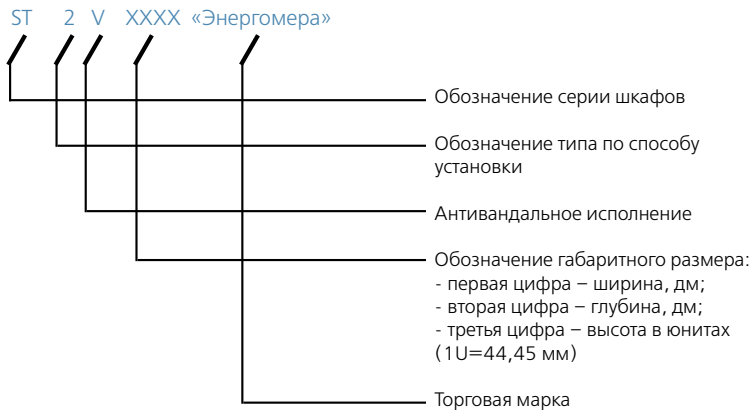 ST 2 V XXXX «Энергомера»
Обозначение серии шкафов
Обозначение типа по способу
установки
Антивандальное исполнение
Обозначение габаритного размера:
- первая цифра – ширина, дм;
- вторая цифра – глубина, дм;
- третья цифра – высота в юнитах
(1U=44,45 мм)
Торговая марка